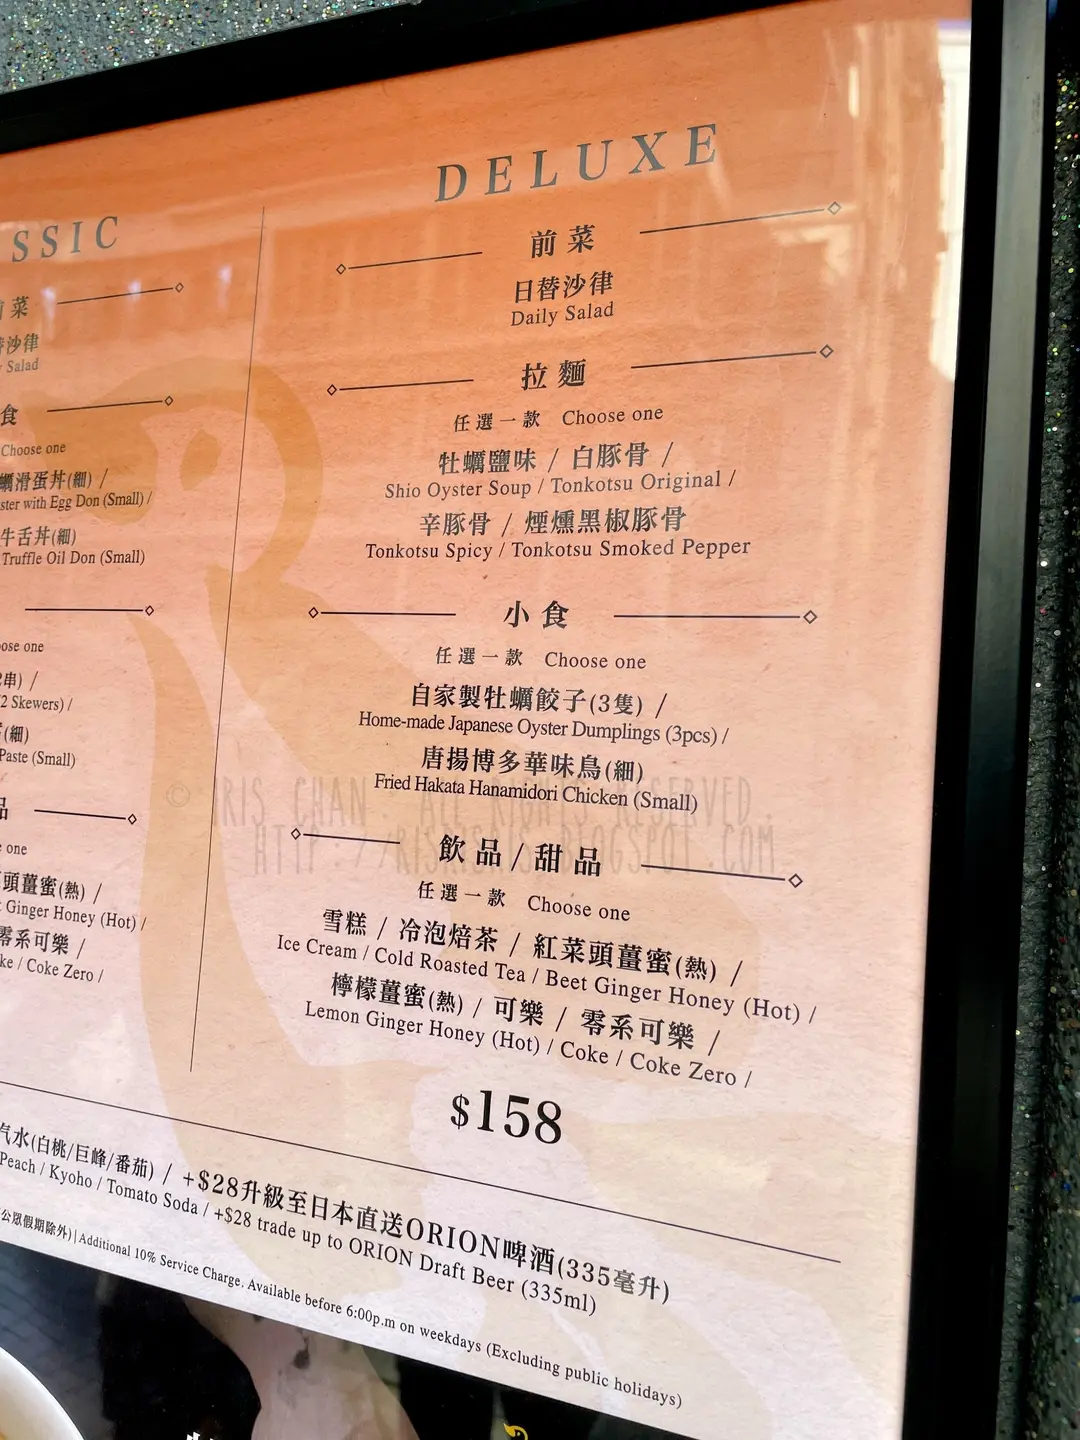 SSIC
菜
替沙律
Salad
食
Choose one
蠣滑蛋丼(細) /
ster with Egg Don (Small) /
牛舌丼(細)
Truffle Oil Don (Small)
ose one
串) /
2 Skewers) /
(細)
Paste (Small)
品
e one
頭薑蜜(熱) /
Ginger Honey (Hot) /
零系可樂 /
ke / Coke Zero /
DELUXE
前菜
日替沙律
Daily Salad
拉麵
任選一款 Choose one
牡蠣鹽味 / 白豚骨 /
Shio Oyster Soup / Tonkotsu Original /
辛豚骨 / 煙燻黑椒豚骨
Tonkotsu Spicy / Tonkotsu Smoked Pepper
小食
任選一款 Choose one
自家製牡蠣餃子(3隻) /
Home-made Japanese Oyster Dumplings (3pcs) /
唐揚博多華味鳥(細)
Fried Hakata Hanamidori Chicken (Small)
飲品/甜品
任選一款 Choose one
雪糕 / 冷泡焙茶 / 紅菜頭薑蜜(熱) /
Ice Cream / Cold Roasted Tea / Beet Ginger Honey (Hot) /
檸檬薑蜜(熱) / 可樂 / 零系可樂 /
Lemon Ginger Honey (Hot) / Coke / Coke Zero /
$158
汽水(白桃/巨峰/番茄) / +$28升級至日本直送ORION啤酒(335毫升)
Peach / Kyoho / Tomato Soda / +$28 trade up to ORION Draft Beer (335ml)
公眾假期除外) | Additional 10% Service Charge. Available before 6:00p.m on weekdays (Excluding public holidays)
© IRIS CHAN. ALL RIGHTS RESERVED.